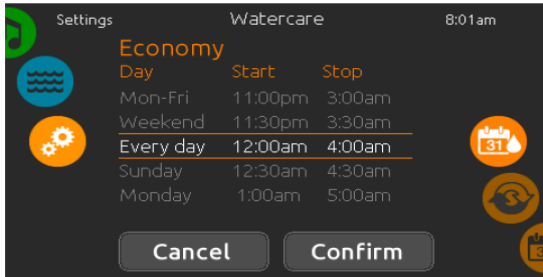 Settings Watercare 8:01am
Economy
Day Start Stop
Mon-Fri 11:00pm 3:00am
Weekend 11:30pm 3:30am
Every day 12:00am 4:00am
31
Sunday 12:30am 4:30am
Monday 1:00am 5:00am
Cancel Confirm